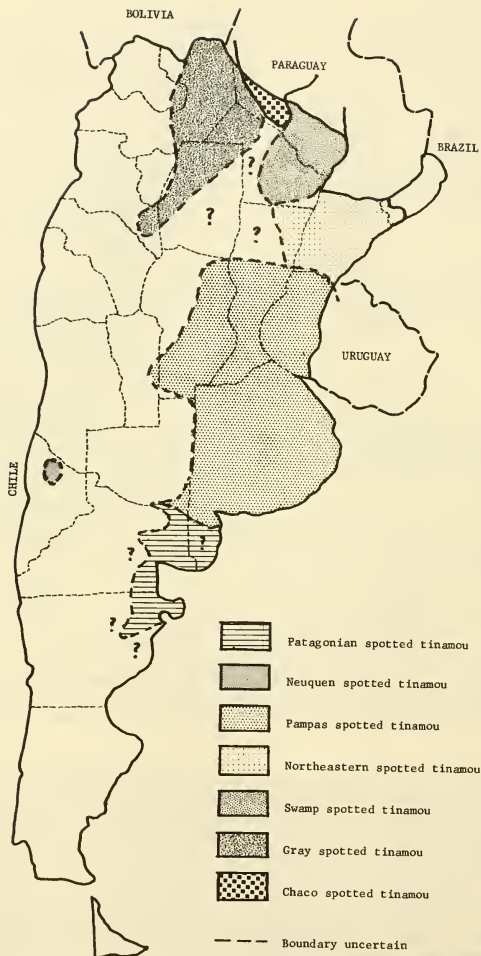 BOLIVIA
PARAGUAY
BRAZIL
?
?
?
URUGUAY
CHILE
?
?
?
?
Patagonian spotted tinamou
Neuquen spotted tinamou
Pampas spotted tinamou
Northeastern spotted tinamou
Swamp spotted tinamou
Gray spotted tinamou
Chaco spotted tinamou
Boundary uncertain